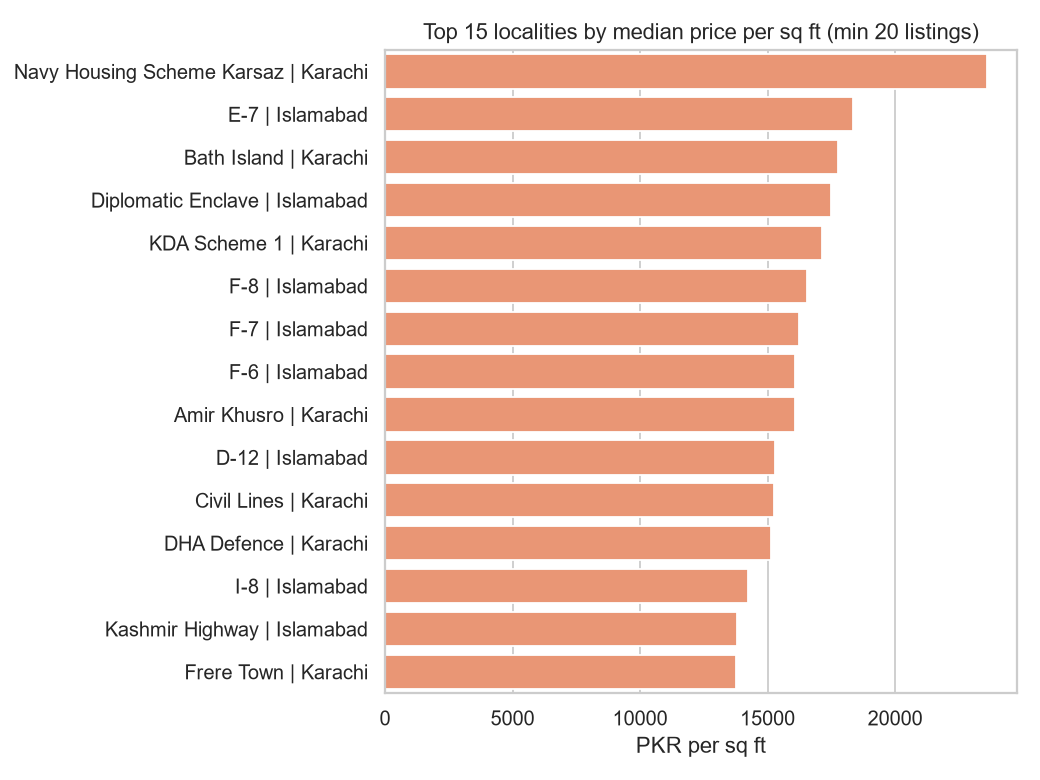 Top 15 localities by median price per sq ft (min 20 listings)
Navy Housing Scheme Karsaz | Karachi
E-7 | Islamabad
Bath Island | Karachi
Diplomatic Enclave | Islamabad
KDA Scheme 1 | Karachi
F-8 | Islamabad
F-7 | Islamabad
F-6 | Islamabad
Amir Khusro | Karachi
D-12 | Islamabad
Civil Lines | Karachi
DHA Defence | Karachi
I-8 | Islamabad
Kashmir Highway | Islamabad
Frere Town | Karachi
0 5000 10000 15000 20000
PKR per sq ft